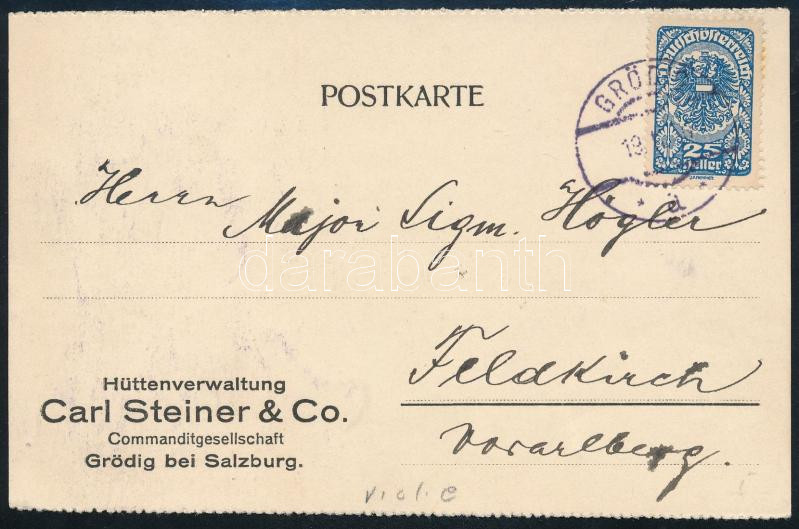 POSTKARTE
Deutschösterreich
25
Heller
GRÖD
19
a
Herrn Major Sigm. Högler
darabanth
Feldkirch
Vorarlberg.
Hüttenverwaltung
Carl Steiner & Co.
Commanditgesellschaft
Grödig bei Salzburg.